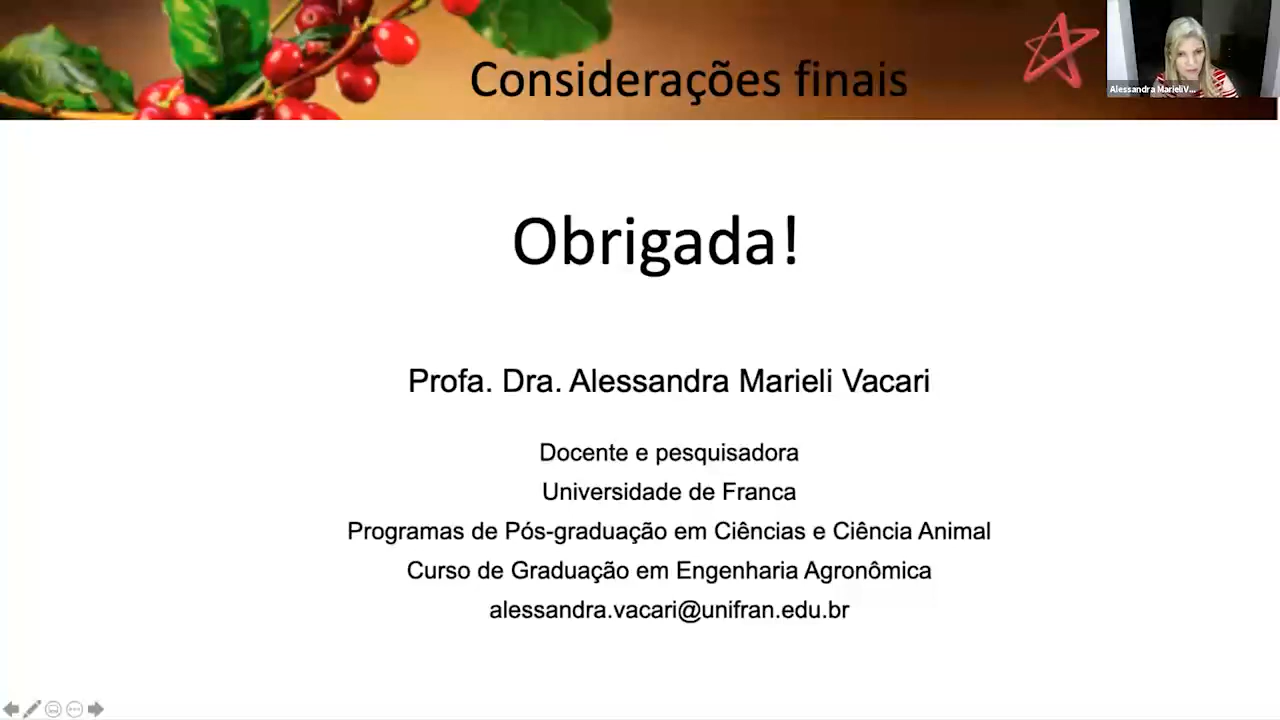 Considerações finais
Alessandra MarieliV...
Obrigada!
Profa. Dra. Alessandra Marieli Vacari
Docente e pesquisadora
Universidade de Franca
Programas de Pós-graduação em Ciências e Ciência Animal
Curso de Graduação em Engenharia Agronômica
alessandra.vacari@unifran.edu.br